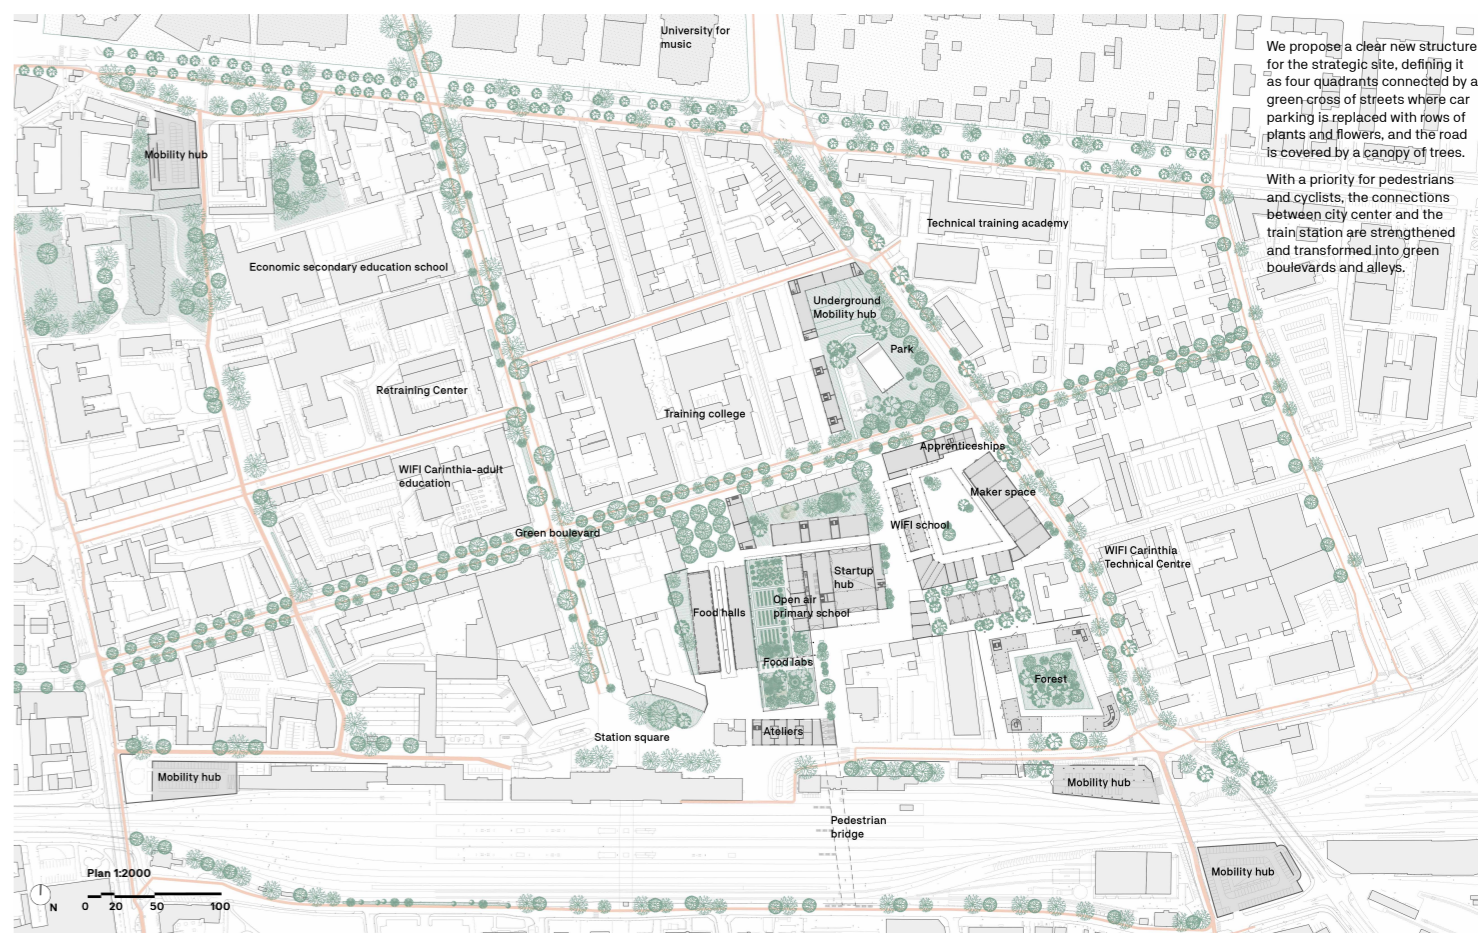 University for
music
We propose a clear new structure
for the strategic site, defining it
as four quadrants connected by a
green cross of streets where car
parking is replaced with rows of
plants and flowers, and the road
is covered by a canopy of trees.
With a priority for pedestrians
and cyclists, the connections
between city center and the
train station are strengthened
and transformed into green
boulevards and alleys.
Mobility hub
Technical training academy
Economic secondary education school
Underground
Mobility hub
Park
Retraining Center
Training college
Apprenticeships
WIFI Carinthia-adult
education
Maker space
WIFI school
Green boulevard
WIFI Carinthia
Technical Centre
Startup
hub
Open air
primary school
Food halls
Food labs
Forest
Ateliers
Station square
Mobility hub
Mobility hub
Pedestrian
bridge
Mobility hub
Plan 1:2000
N
0 20 50 100